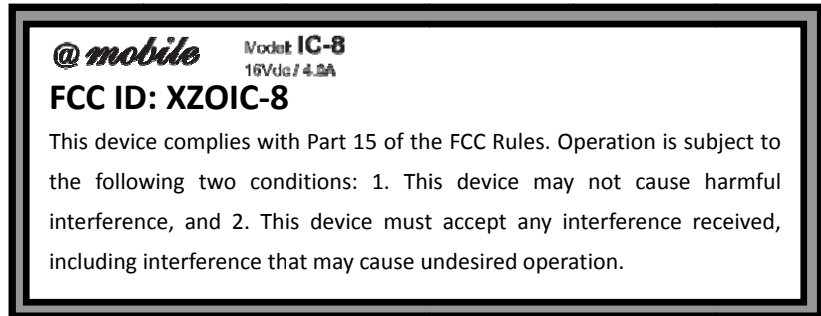 @ mobile Model: IC-8
16Vdc/
FCC ID: XZOIC-8
This device complies with Part 15 of the FCC Rules. Operation is subject to
the following two conditions: 1. This device may not cause harmful
interference, and 2. This device must accept any interference received,
including interference that may cause undesired operation.